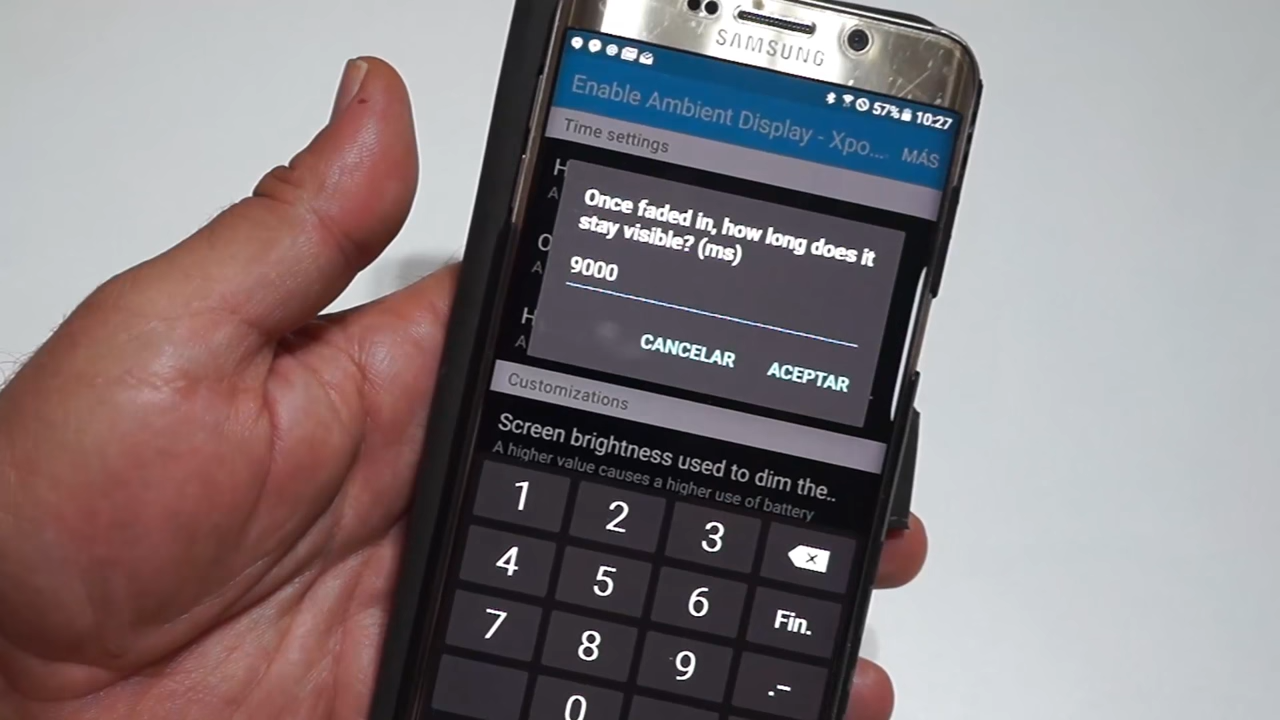 SAMSUNG
57% 10:27
Enable Ambient Display - Xpo...
MÁS
Time settings
H
A
Once faded in, how long does it
stay visible? (ms)
O
A
9000
H
A
CANCELAR ACEPTAR
Customizations
Screen brightness used to dim the..
A higher value causes a higher use of battery
1 2 3
4 5 6 Fin.
7 8 9 .-
0